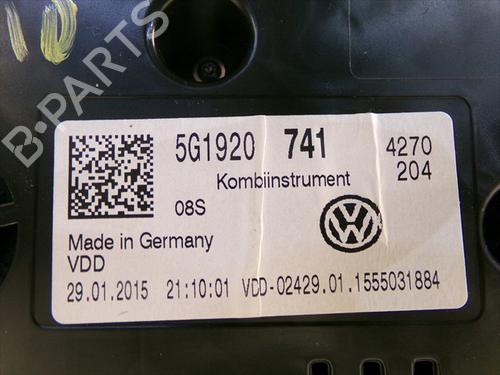 10
B-PARTS
5G1920 741 4270
Kombiinstrument 204
08S
Made in Germany
VDD
29.01.2015 21:10:01 VDD-02429.01.1555031884